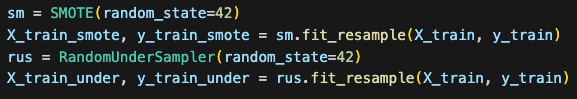 sm = SMOTE(random_state=42)
X_train_smote, y_train_smote = sm.fit_resample(X_train, y_train)
rus = RandomUnderSampler(random_state=42)
X_train_under, y_train_under = rus.fit_resample(X_train, y_train)